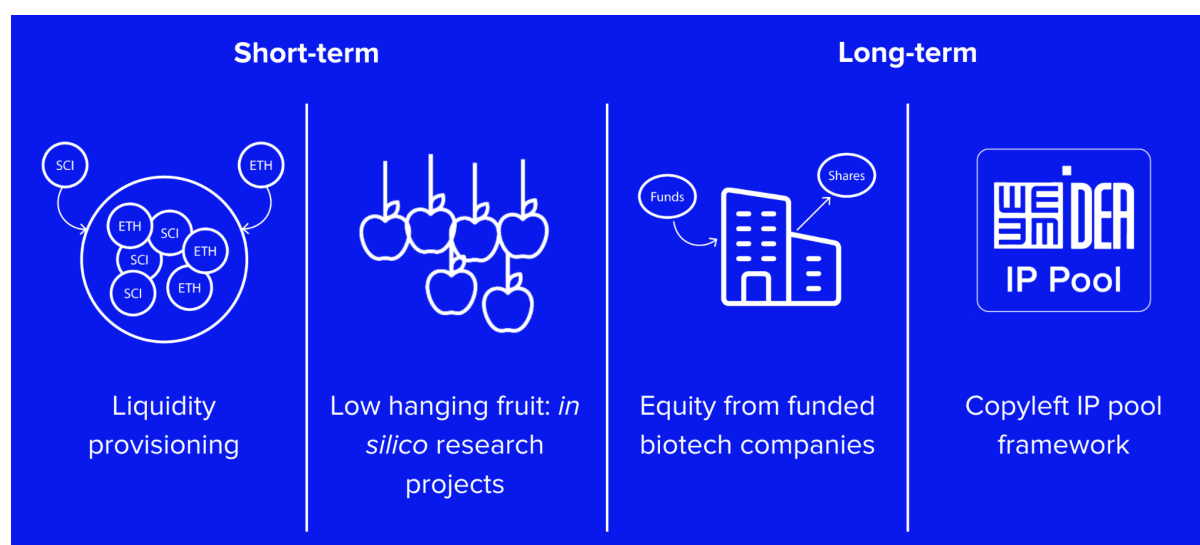 Short-term
Long-term
SCI
ETH
ETH
SCI
SCI
ETH
SCI
ETH
Liquidity
provisioning
Low hanging fruit: in
silico research
projects
Funds
Shares
Equity from funded
biotech companies
IDEA
IP Pool
Copyleft IP pool
framework